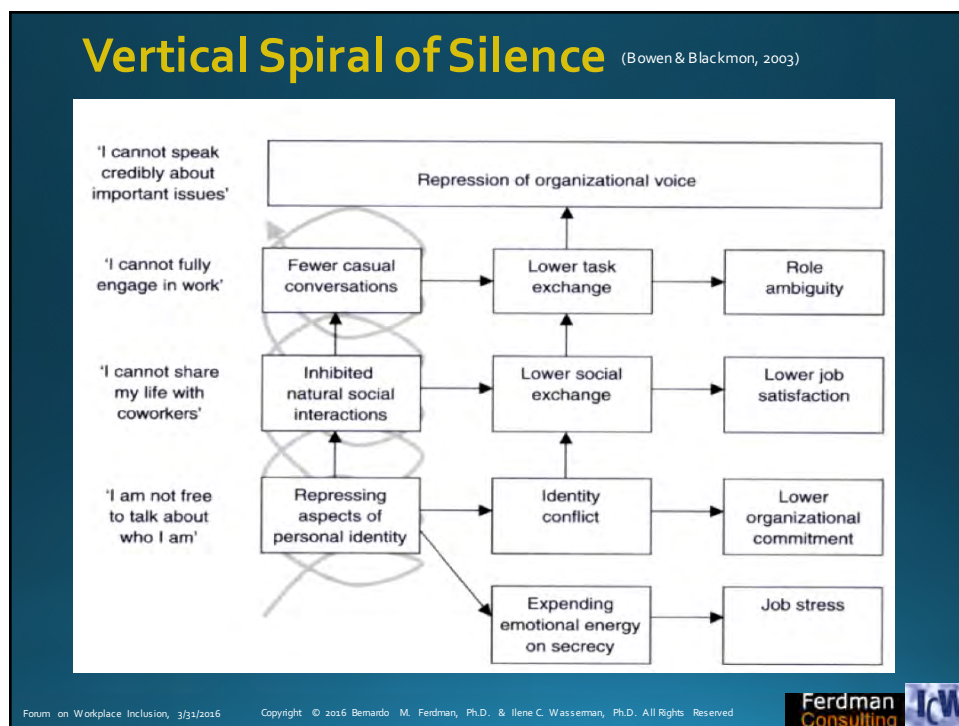 Vertical Spiral of Silence (Bowen & Blackmon, 2003)
'I cannot speak
credibly about
important issues'
Repression of organizational voice
'I cannot fully
engage in work'
Fewer casual
conversations
Lower task
exchange
Role
ambiguity
'I cannot share
my life with
coworkers'
Inhibited
natural social
interactions
Lower social
exchange
Lower job
satisfaction
'I am not free
to talk about
who I am'
Repressing
aspects of
personal identity
Identity
conflict
Lower
organizational
commitment
Expending
emotional energy
on secrecy
Job stress
Forum on Workplace Inclusion, 3/31/2016
Copyright © 2016 Bernardo M. Ferdman, Ph.D. & Ilene C. Wasserman, Ph.D. All Rights Reserved
Ferdman
Consulting
ICW